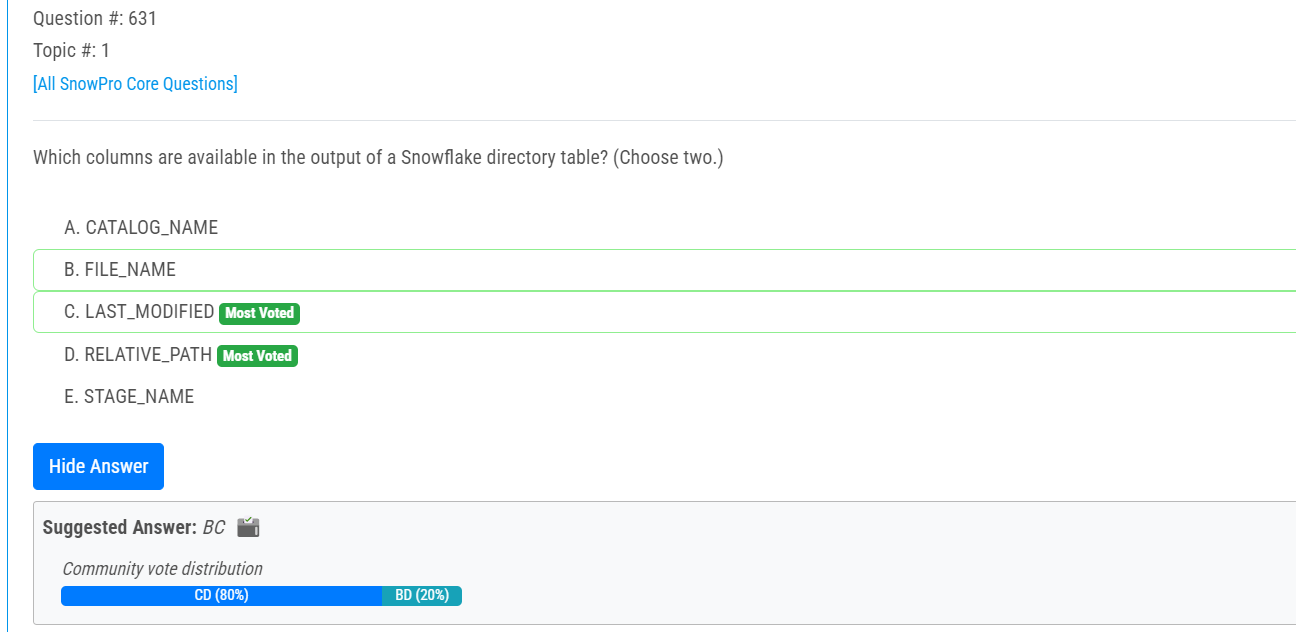 Question #: 631
Topic #: 1
[All SnowPro Core Questions]
Which columns are available in the output of a Snowflake directory table? (Choose two.)
A. CATALOG_NAME
B. FILE_NAME
C. LAST_MODIFIED Most Voted
D. RELATIVE_PATH Most Voted
E. STAGE_NAME
Hide Answer
Suggested Answer: BC
Community vote distribution
CD (80%) BD (20%)